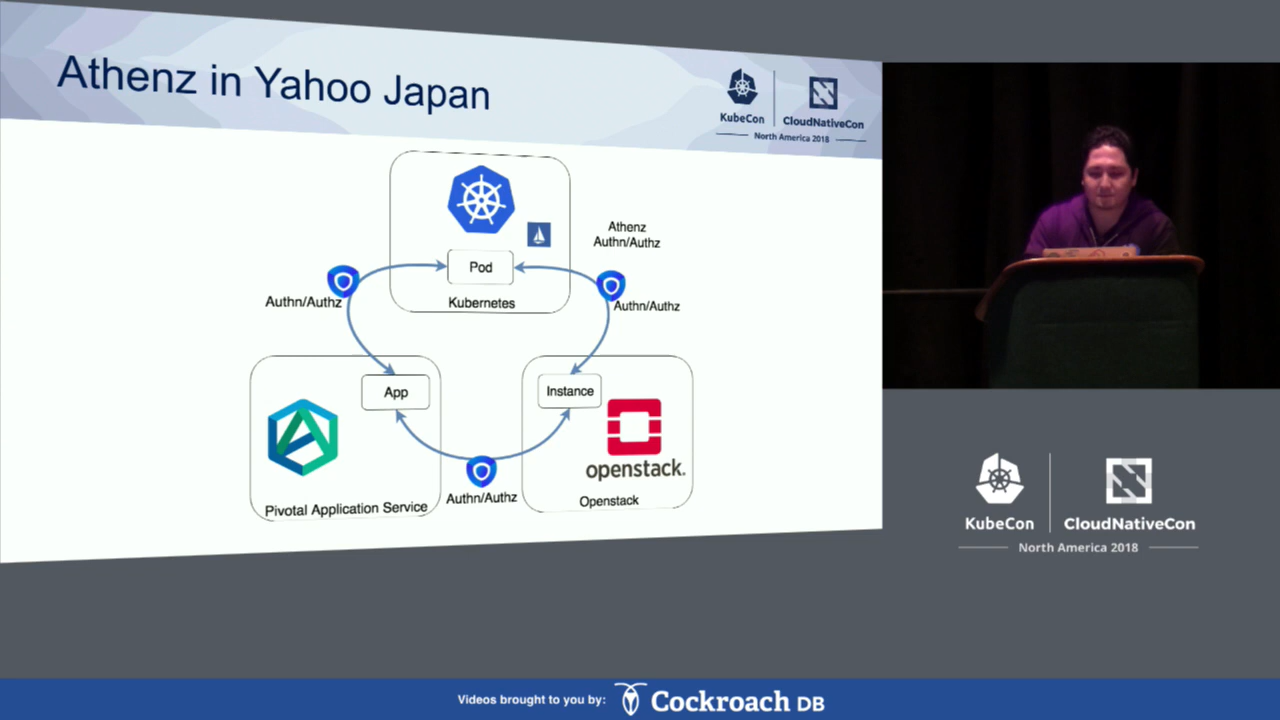 Athenz in Yahoo Japan
KubeCon
CloudNativeCon
North America 2018
Athenz
Authn/Authz
Pod
Kubernetes
Authn/Authz
Authn/Authz
App
Instance
openstack.
Pivotal Application Service
Authn/Authz
Openstack
KubeCon
CloudNativeCon
North America 2018
Videos brought to you by:
Cockroach DB